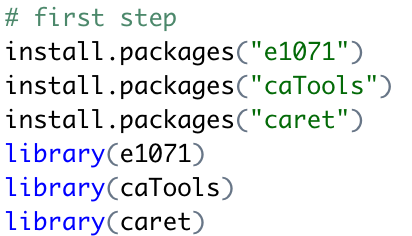 # first step
install.packages("e1071")
install.packages("caTools")
install.packages("caret")
library(e1071)
library(caTools)
library(caret)